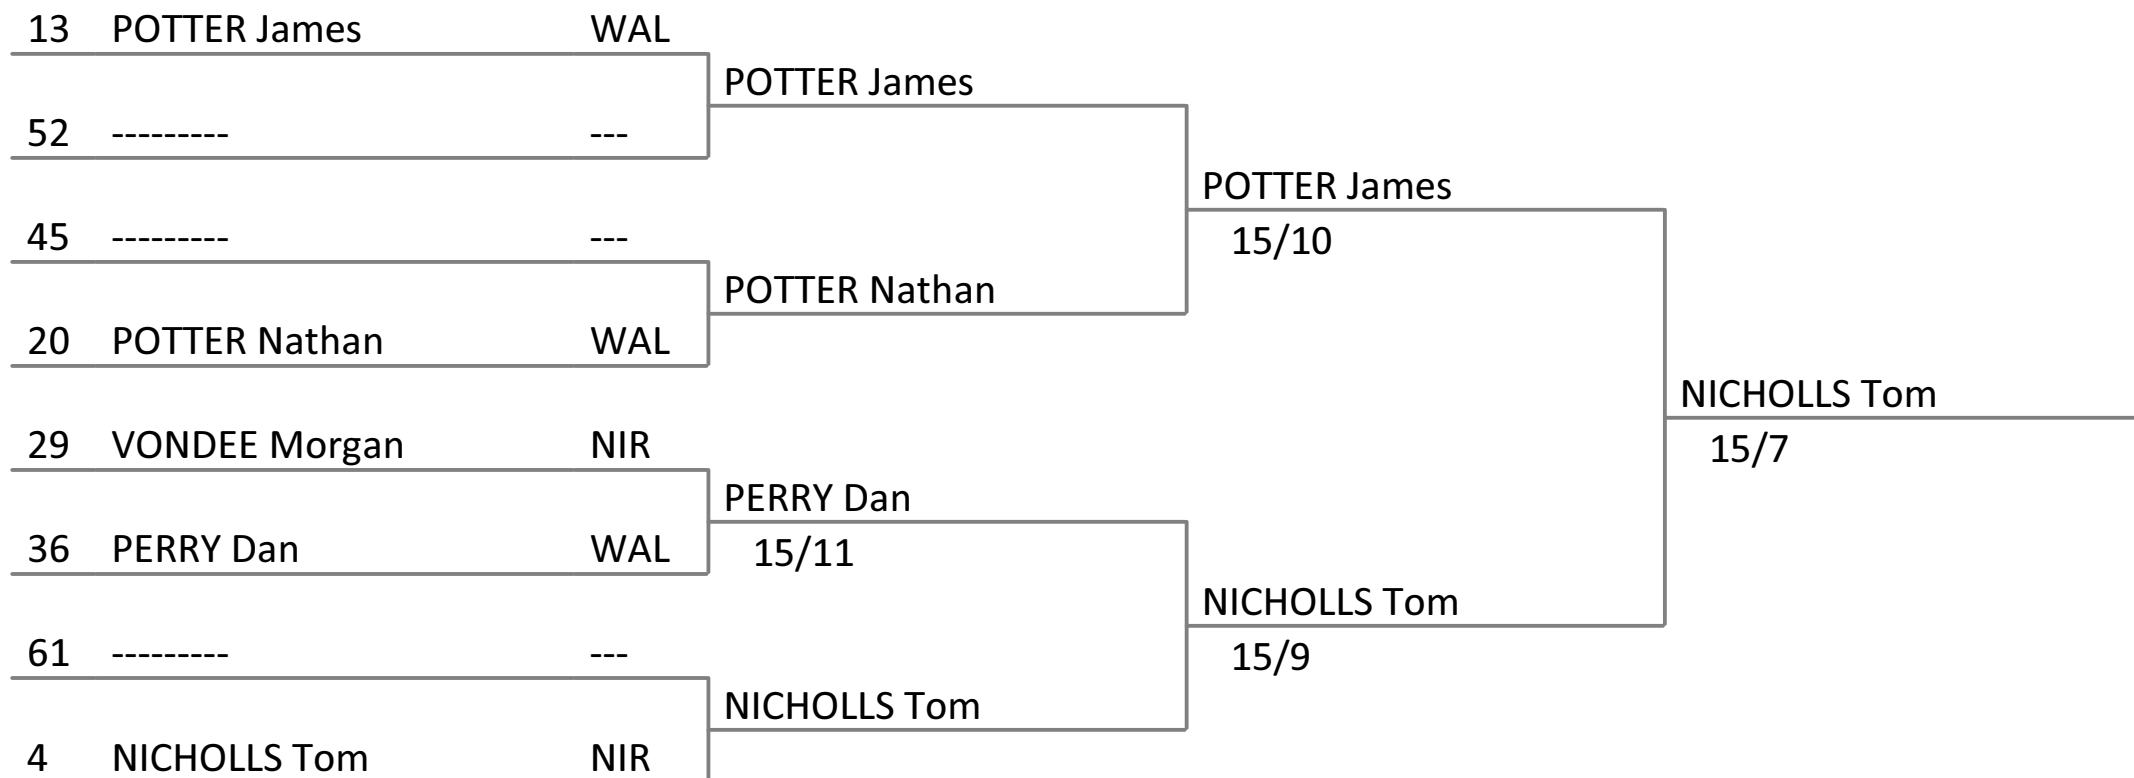 13 POTTER James WAL
POTTER James
52 --------- ---
POTTER James
45 --------- ---
15/10
POTTER Nathan
20 POTTER Nathan WAL
NICHOLLS Tom
29 VONDEE Morgan NIR
15/7
PERRY Dan
36 PERRY Dan WAL
15/11
NICHOLLS Tom
61 --------- ---
15/9
NICHOLLS Tom
4 NICHOLLS Tom NIR